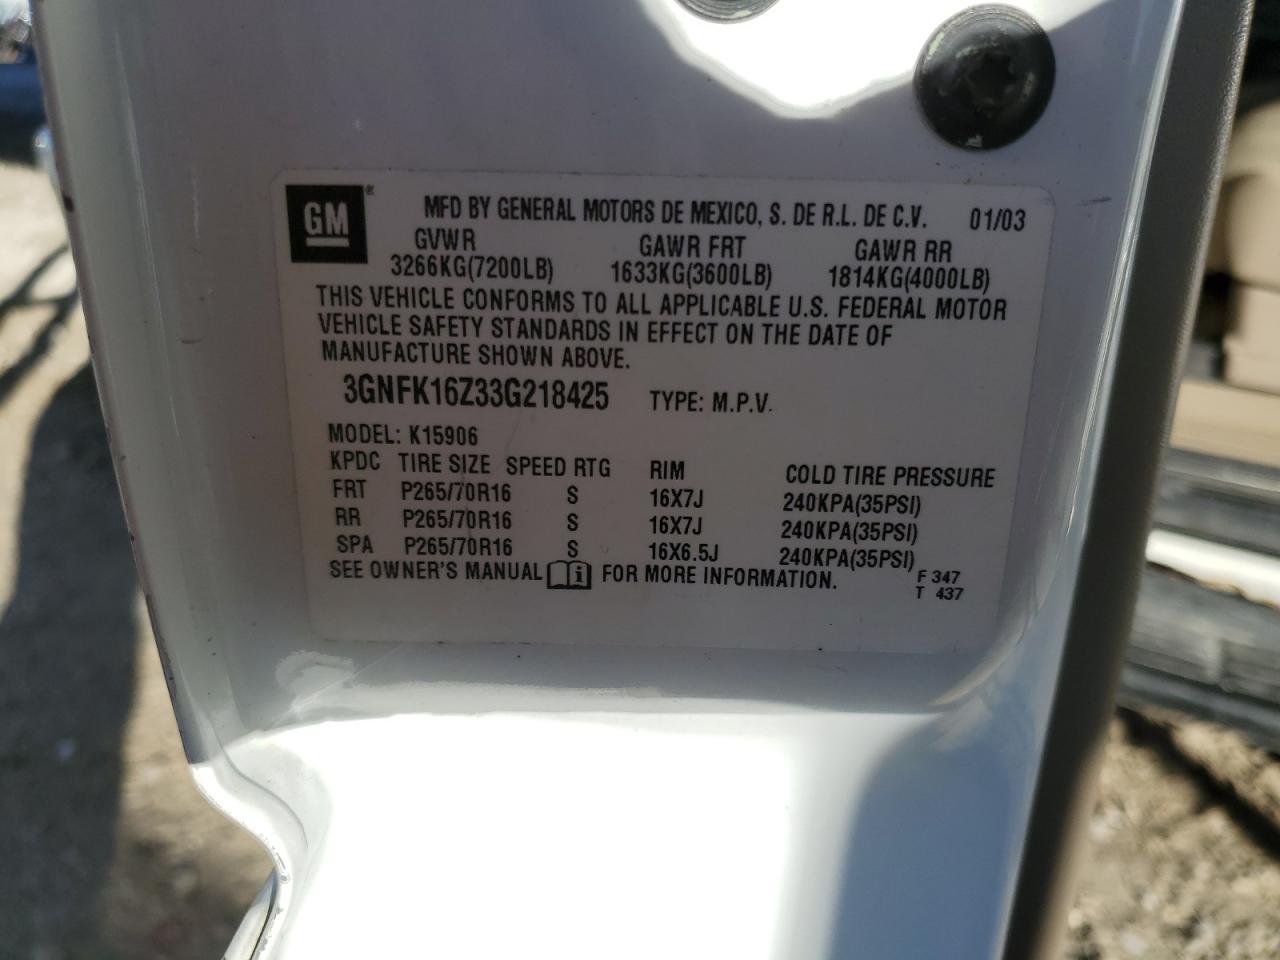 GM® MFD BY GENERAL MOTORS DE MEXICO, S. DE R.L. DE C.V. 01/03
GVWR GAWR FRT GAWR RR
3266KG(7200LB) 1633KG(3600LB) 1814KG(4000LB)
THIS VEHICLE CONFORMS TO ALL APPLICABLE U.S. FEDERAL MOTOR
VEHICLE SAFETY STANDARDS IN EFFECT ON THE DATE OF
MANUFACTURE SHOWN ABOVE.
3GNFK16Z33G218425 TYPE: M.P.V.
MODEL: K15906
KPDC TIRE SIZE SPEED RTG RIM COLD TIRE PRESSURE
FRT P265/70R16 S 16X7J 240KPA(35PSI)
RR P265/70R16 S 16X7J 240KPA(35PSI)
SPA P265/70R16 S 16X6.5J 240KPA(35PSI)
SEE OWNER'S MANUAL i FOR MORE INFORMATION. F 347
T 437